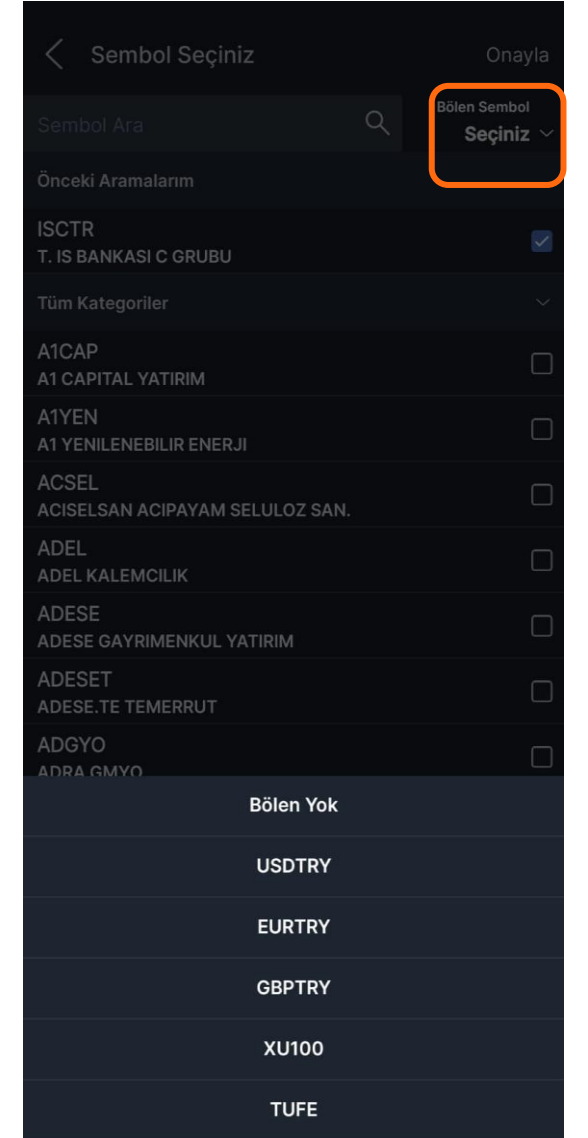 Sembol Seçiniz
Onayla
Sembol Ara
Bölen Sembol
Seçiniz
Önceki Aramalarım
ISCTR
T. IS BANKASI C GRUBU
Tüm Kategoriler
A1CAP
A1 CAPITAL YATIRIM
A1YEN
A1 YENILENEBILIR ENERJI
ACSEL
ACISELSAN ACIPAYAM SELULOZ SAN.
ADEL
ADEL KALEMCILIK
ADESE
ADESE GAYRIMENKUL YATIRIM
ADESET
ADESE.TE TEMERRUT
ADGYO
ADRA GMYO
Bölen Yok
USDTRY
EURTRY
GBPTRY
XU100
TUFE